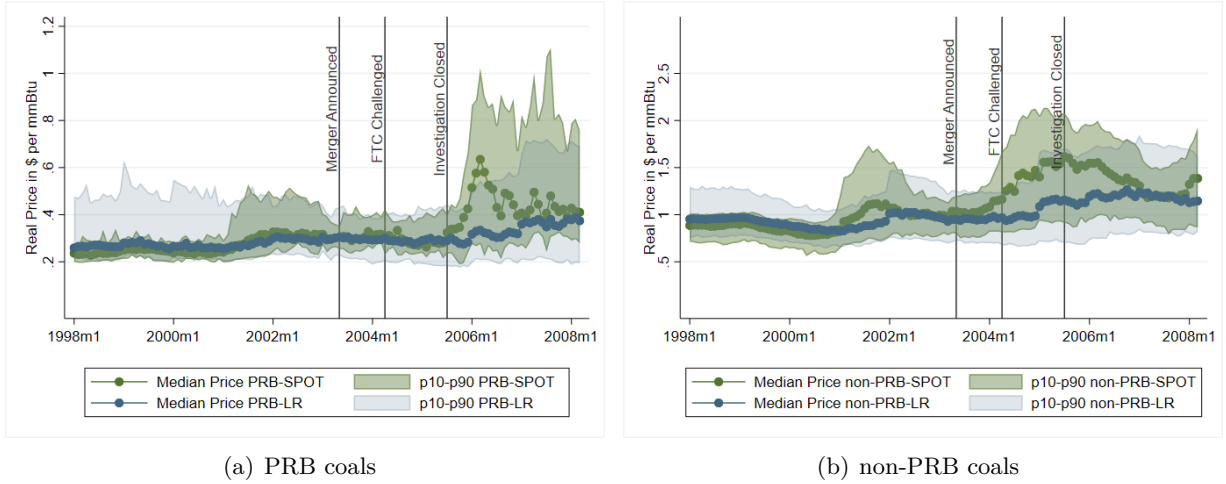 Real Price in $ per mmBtu
1.2
1
.8
.6
.4
.2
Merger Announced
FTC Challenged
Investigation Closed
1998m1 2000m1 2002m1 2004m1 2006m1 2008m1
Median Price PRB-SPOT p10-p90 PRB-SPOT
Median Price PRB-LR p10-p90 PRB-LR
(a) PRB coals
Real Price in $ per mmBtu
2.5
2
1.5
1
.5
Merger Announced
FTC Challenged
Investigation Closed
1998m1 2000m1 2002m1 2004m1 2006m1 2008m1
Median Price non-PRB-SPOT p10-p90 non-PRB-SPOT
Median Price non-PRB-LR p10-p90 non-PRB-LR
(b) non-PRB coals